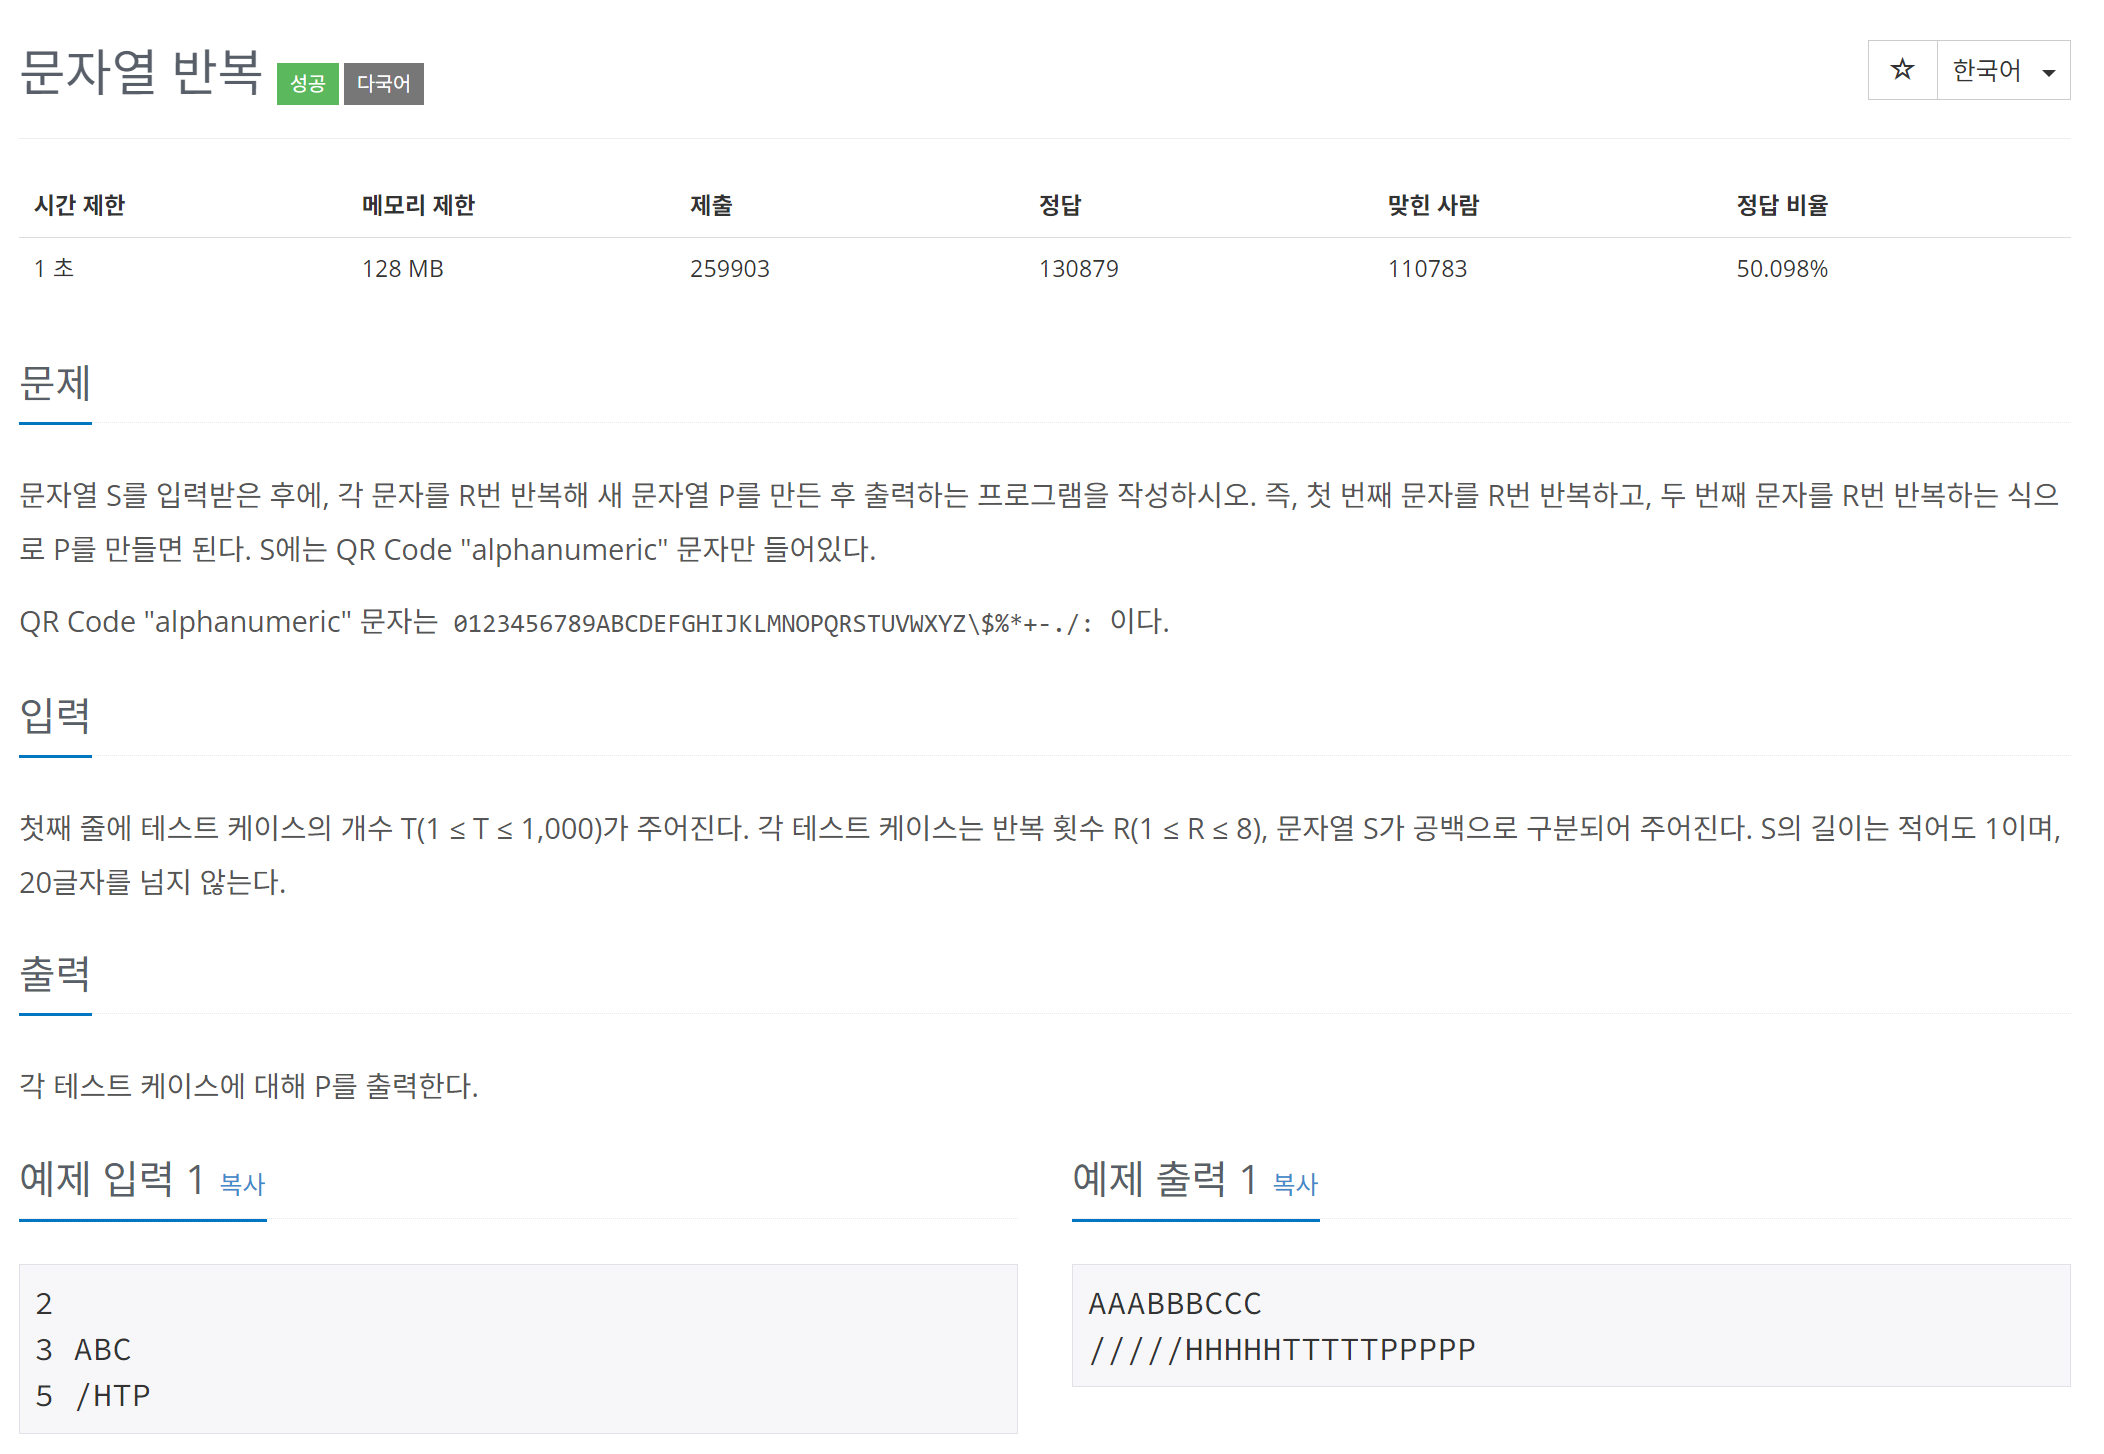 문자열 반복 성공 다국어
☆ 한국어
시간 제한 메모리 제한 제출 정답 맞힌 사람 정답 비율
1 초 128 MB 259903 130879 110783 50.098%
문제
문자열 S를 입력받은 후에, 각 문자를 R번 반복해 새 문자열 P를 만든 후 출력하는 프로그램을 작성하시오. 즉, 첫 번째 문자를 R번 반복하고, 두 번째 문자를 R번 반복하는 식으
로 P를 만들면 된다. S에는 QR Code "alphanumeric" 문자만 들어있다.
QR Code "alphanumeric" 문자는 0123456789ABCDEFGHIJKLMNOPQRSTUVWXYZ\$%*+-./: 이다.
입력
첫째 줄에 테스트 케이스의 개수 T(1 ≤ T ≤ 1,000)가 주어진다. 각 테스트 케이스는 반복 횟수 R(1 ≤ R ≤ 8), 문자열 S가 공백으로 구분되어 주어진다. S의 길이는 적어도 1이며,
20글자를 넘지 않는다.
출력
각 테스트 케이스에 대해 P를 출력한다.
예제 입력 1 복사
2
3 ABC
5 /HTP
예제 출력 1 복사
AAABBBCCC
/////HHHHHTTTTTPPPPP